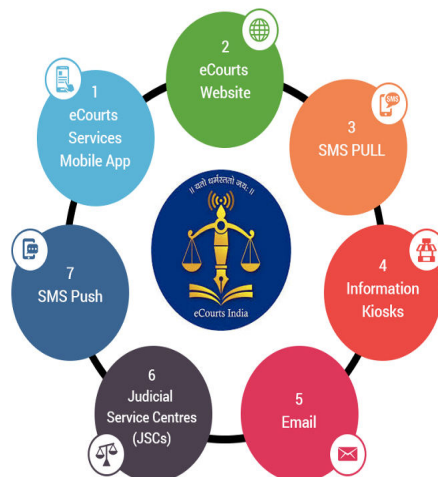 1
eCourts
Services
Mobile App
2
eCourts
Website
3
SMS PULL
SMS
4
Information
Kiosks
5
Email
6
Judicial
Service Centres
(JSCs)
7
SMS Push
॥ यतो धर्मस्ततो जयः ॥
eCourts India